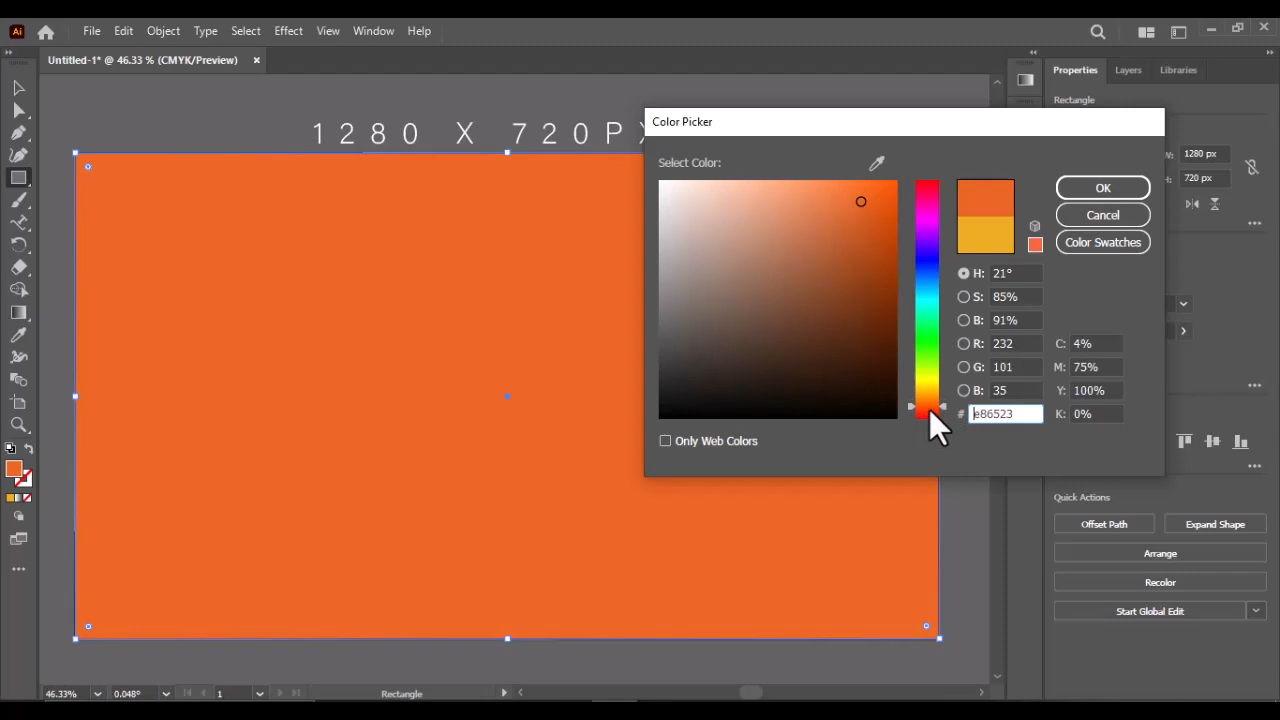 Ai File Edit Object Type Select Effect View Window Help
Untitled-1* @ 46.33 % (CMYK/Preview) ×
1280 X 720P
Color Picker
Select Color:
OK
Cancel
Color Swatches
H: 21°
S: 85%
B: 91%
R: 232
G: 101
B: 35
# e86523
C: 4%
M: 75%
Y: 100%
K: 0%
Only Web Colors
Properties Layers Libraries
Rectangle
W: 1280 px
H: 720 px
Quick Actions
Offset Path Expand Shape
Arrange
Recolor
Start Global Edit
46.33% 0.048° 1 Rectangle